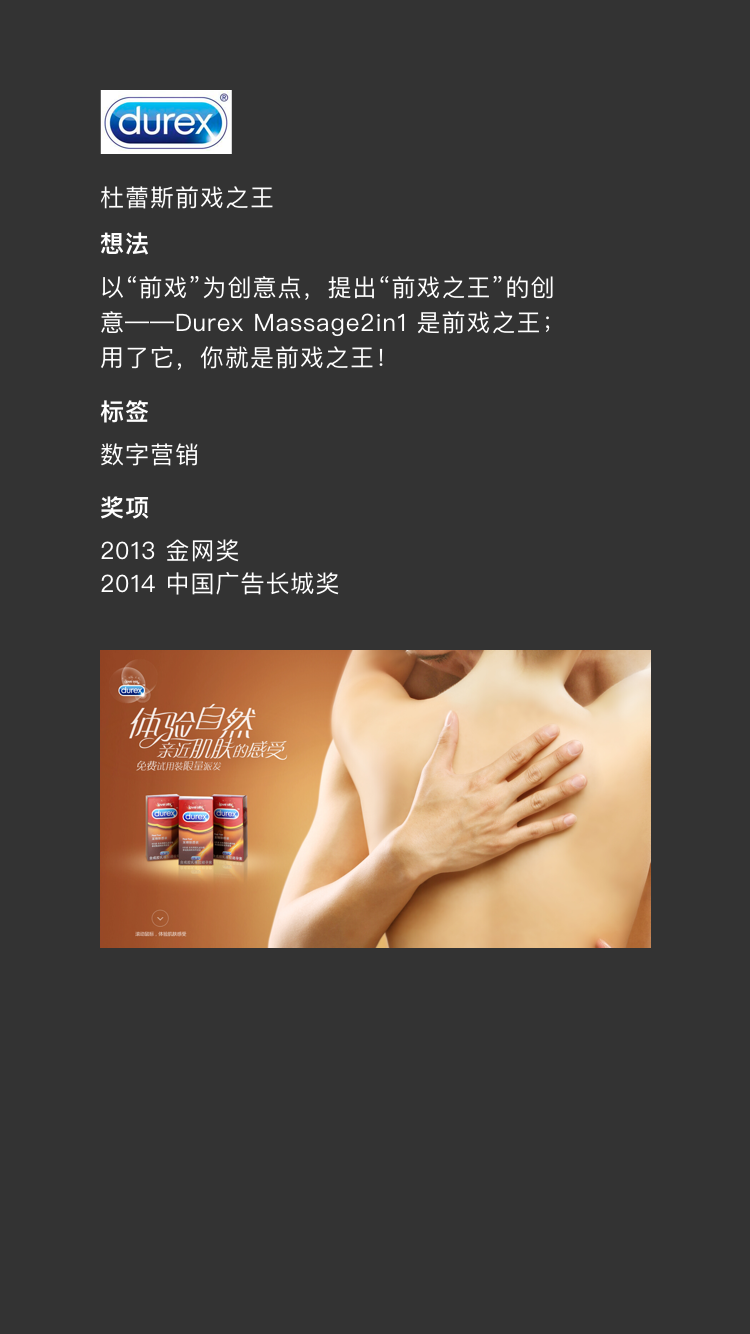 durex®
杜蕾斯前戏之王
想法
以“前戏”为创意点，提出“前戏之王”的创
意——Durex Massage2in1 是前戏之王；
用了它，你就是前戏之王！
标签
数字营销
奖项
2013 金网奖
2014 中国广告长城奖
durex
体验自然
亲近肌肤的感受
免费试用装限量派发
durex
durex
durex